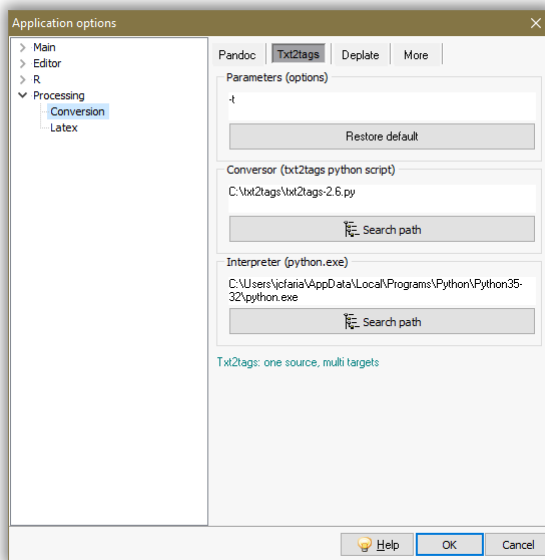 Application options
Main
Editor
R
Processing
Conversion
Latex
Pandoc Txt2tags Deplate More
Parameters (options)
-t
Restore default
Conversor (txt2tags python script)
C:\txt2tags\txt2tags-2.6.py
Search path
Interpreter (python.exe)
C:\Users\jcfaria\AppData\Local\Programs\Python\Python35-
32\python.exe
Search path
Txt2tags: one source, multi targets
Help OK Cancel